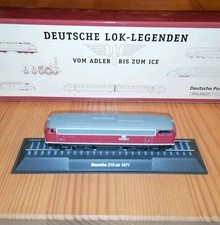 DEUTSCHE LOK-LEGENDEN
VOM ADLER BIS ZUM ICE
Deutsche Po
Baureihe 218 ab 1971